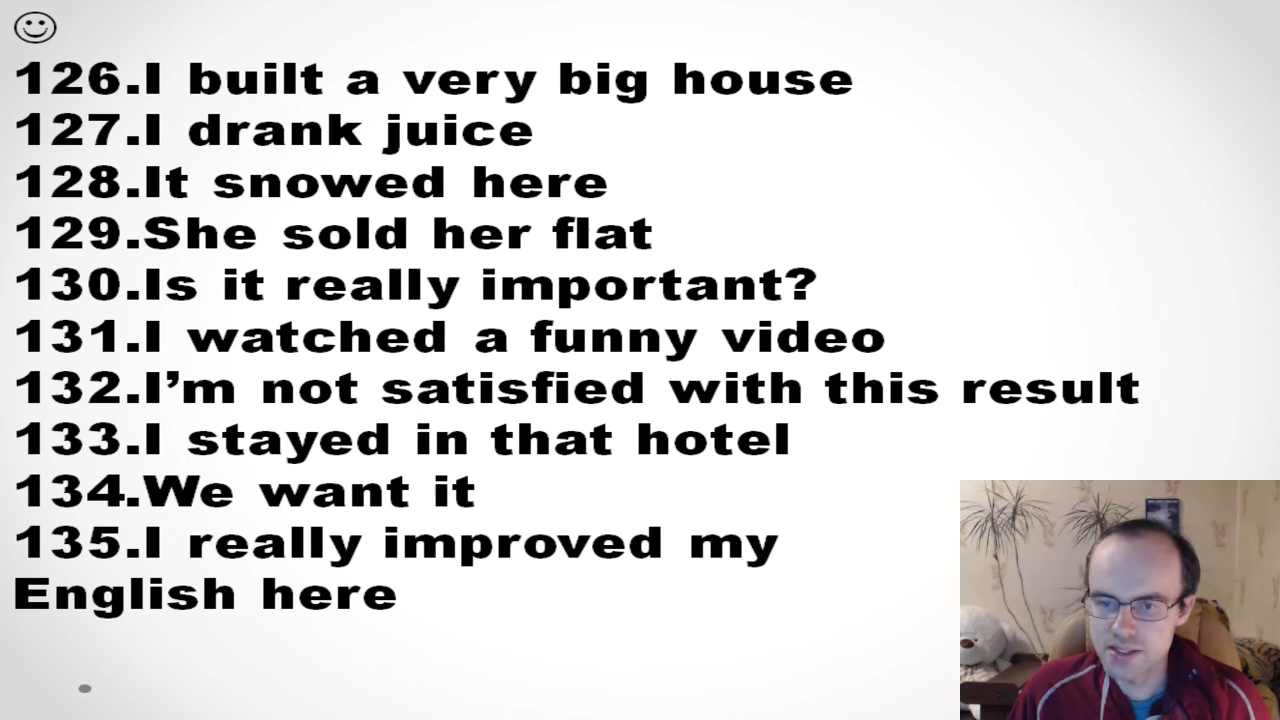 126.I built a very big house
127.I drank juice
128.It snowed here
129.She sold her flat
130.Is it really important?
131.I watched a funny video
132.I’m not satisfied with this result
133.I stayed in that hotel
134.We want it
135.I really improved my
English here